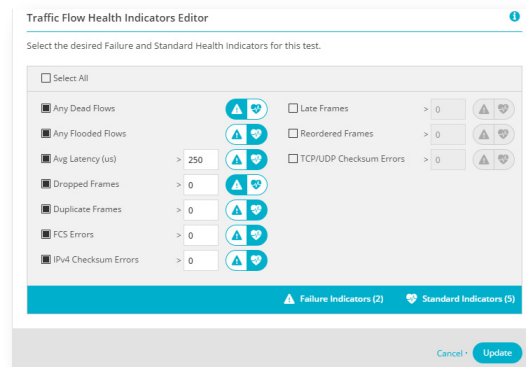 Traffic Flow Health Indicators Editor
Select the desired Failure and Standard Health Indicators for this test.
Select All
Any Dead Flows
Any Flooded Flows
Avg Latency (us) > 250
Dropped Frames > 0
Duplicate Frames > 0
FCS Errors > 0
IPv4 Checksum Errors > 0
Late Frames > 0
Reordered Frames > 0
TCP/UDP Checksum Errors > 0
Failure Indicators (2) Standard Indicators (5)
Cancel · Update